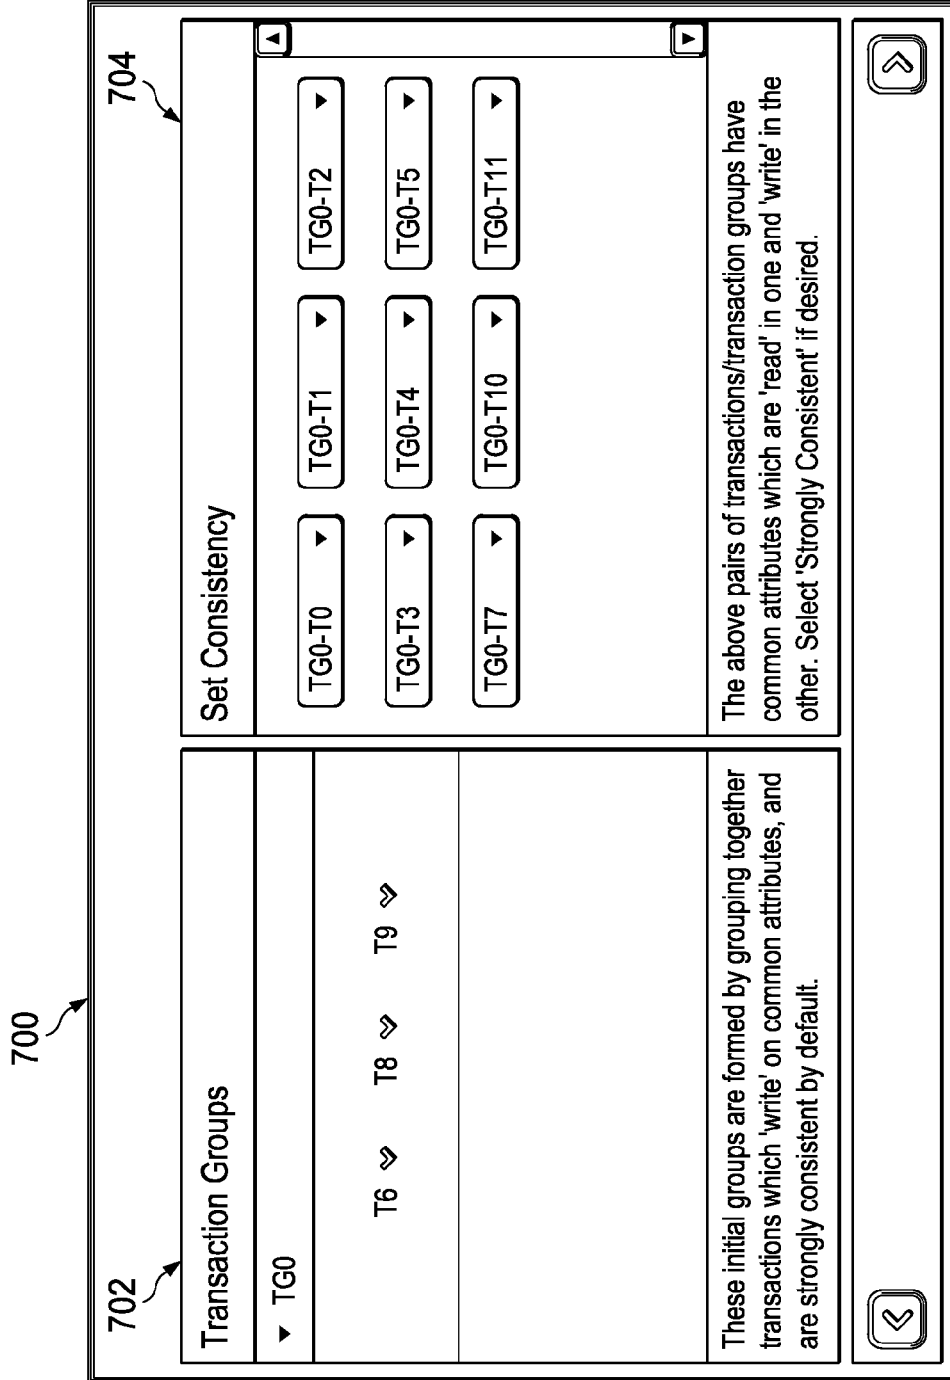 700
702
Transaction Groups
TG0
T6
T8
T9
These initial groups are formed by grouping together
transactions which 'write' on common attributes, and
are strongly consistent by default.
704
Set Consistency
TG0-T0
TG0-T1
TG0-T2
TG0-T3
TG0-T4
TG0-T5
TG0-T7
TG0-T10
TG0-T11
The above pairs of transactions/transaction groups have
common attributes which are 'read' in one and 'write' in the
other. Select 'Strongly Consistent' if desired.